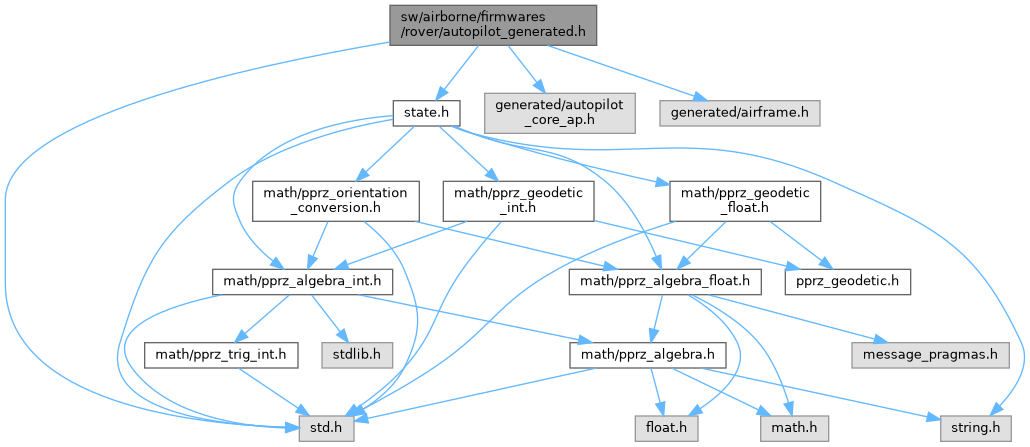 sw/airborne/firmwares
/rover/autopilot_generated.h
state.h
generated/autopilot
_core_ap.h
generated/airframe.h
math/pprz_orientation
_conversion.h
math/pprz_geodetic
_int.h
math/pprz_geodetic
_float.h
math/pprz_algebra_int.h
math/pprz_algebra_float.h
pprz_geodetic.h
math/pprz_trig_int.h
stdlib.h
math/pprz_algebra.h
message_pragmas.h
std.h
float.h
math.h
string.h